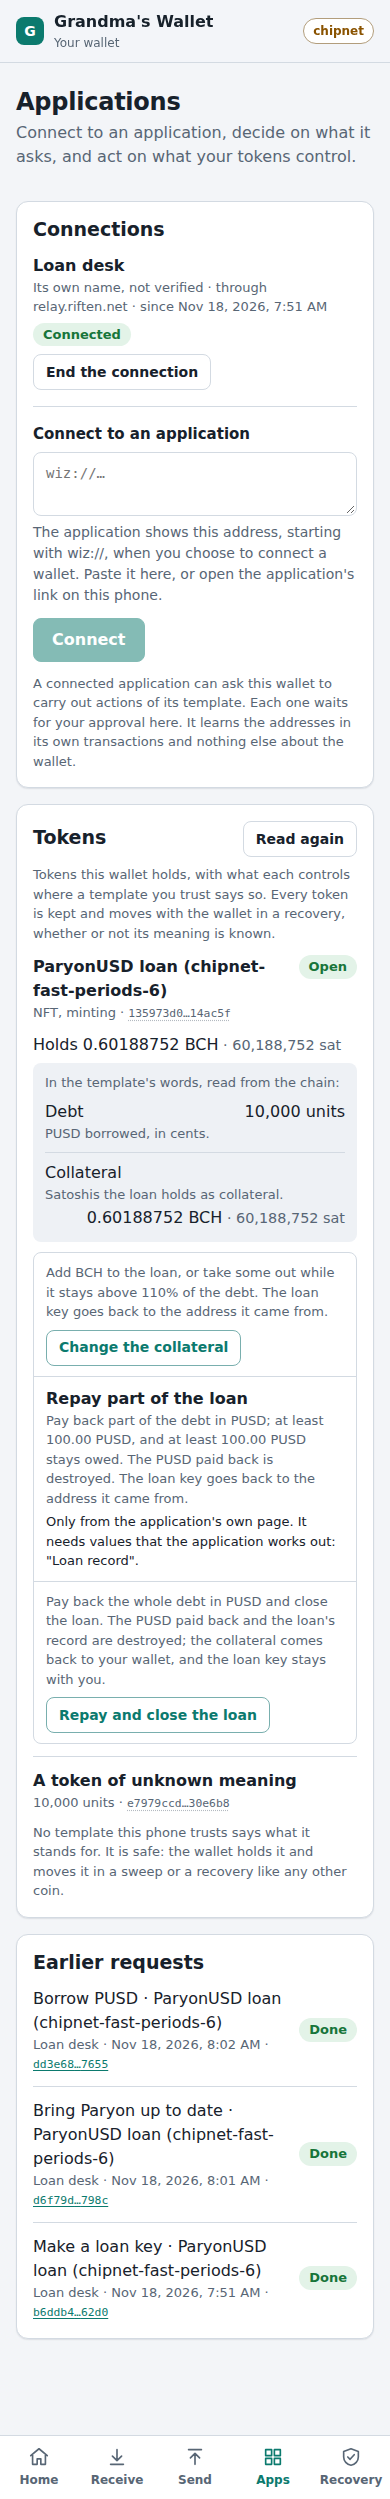 G
Grandma's Wallet
Your wallet
chipnet
Applications
Connect to an application, decide on what it
asks, and act on what your tokens control.
Connections
Loan desk
Its own name, not verified · through
relay.riften.net · since Nov 18, 2026, 7:51 AM
Connected
End the connection
Connect to an application
wiz://…
The application shows this address, starting
with wiz://, when you choose to connect a
wallet. Paste it here, or open the application's
link on this phone.
Connect
A connected application can ask this wallet to
carry out actions of its template. Each one waits
for your approval here. It learns the addresses in
its own transactions and nothing else about the
wallet.
Tokens
Read again
Tokens this wallet holds, with what each controls
where a template you trust says so. Every token
is kept and moves with the wallet in a recovery,
whether or not its meaning is known.
ParyonUSD loan (chipnet-
fast-periods-6)
Open
NFT, minting · 135973d0…14ac5f
Holds 0.60188752 BCH · 60,188,752 sat
In the template's words, read from the chain:
Debt 10,000 units
PUSD borrowed, in cents.
Collateral
Satoshis the loan holds as collateral.
0.60188752 BCH · 60,188,752 sat
Add BCH to the loan, or take some out while
it stays above 110% of the debt. The loan
key goes back to the address it came from.
Change the collateral
Repay part of the loan
Pay back part of the debt in PUSD; at least
100.00 PUSD, and at least 100.00 PUSD
stays owed. The PUSD paid back is
destroyed. The loan key goes back to the
address it came from.
Only from the application's own page. It
needs values that the application works out:
"Loan record".
Pay back the whole debt in PUSD and close
the loan. The PUSD paid back and the loan's
record are destroyed; the collateral comes
back to your wallet, and the loan key stays
with you.
Repay and close the loan
A token of unknown meaning
10,000 units · e7979ccd…30e6b8
No template this phone trusts says what it
stands for. It is safe: the wallet holds it and
moves it in a sweep or a recovery like any other
coin.
Earlier requests
Borrow PUSD · ParyonUSD loan
(chipnet-fast-periods-6)
Loan desk · Nov 18, 2026, 8:02 AM ·
dd3e68…7655
Done
Bring Paryon up to date ·
ParyonUSD loan (chipnet-fast-
periods-6)
Loan desk · Nov 18, 2026, 8:01 AM ·
d6f79d…798c
Done
Make a loan key · ParyonUSD
loan (chipnet-fast-periods-6)
Loan desk · Nov 18, 2026, 7:51 AM ·
b6ddb4…62d0
Done
Home
Receive
Send
Apps
Recovery